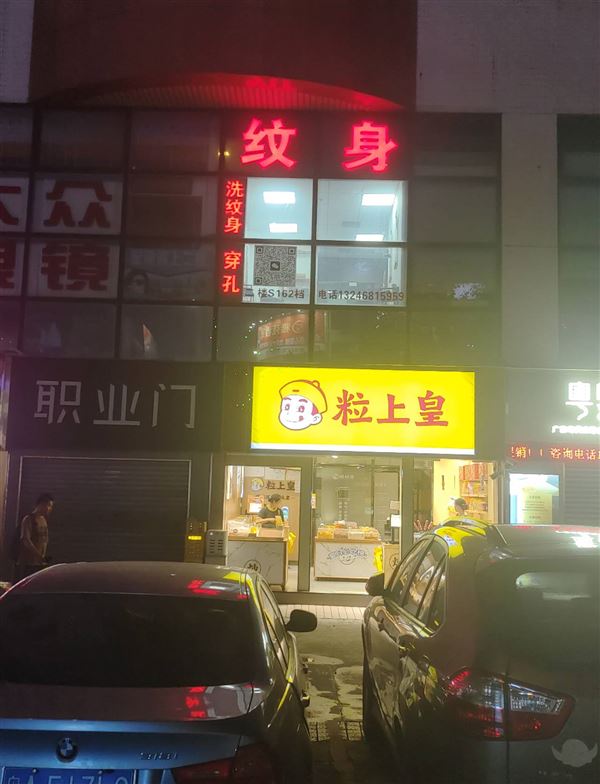 纹身
洗纹身 穿孔
大众
眼镜
二楼S162档
电话13246815959
职业门
粒上皇
咨询电话
粒上皇